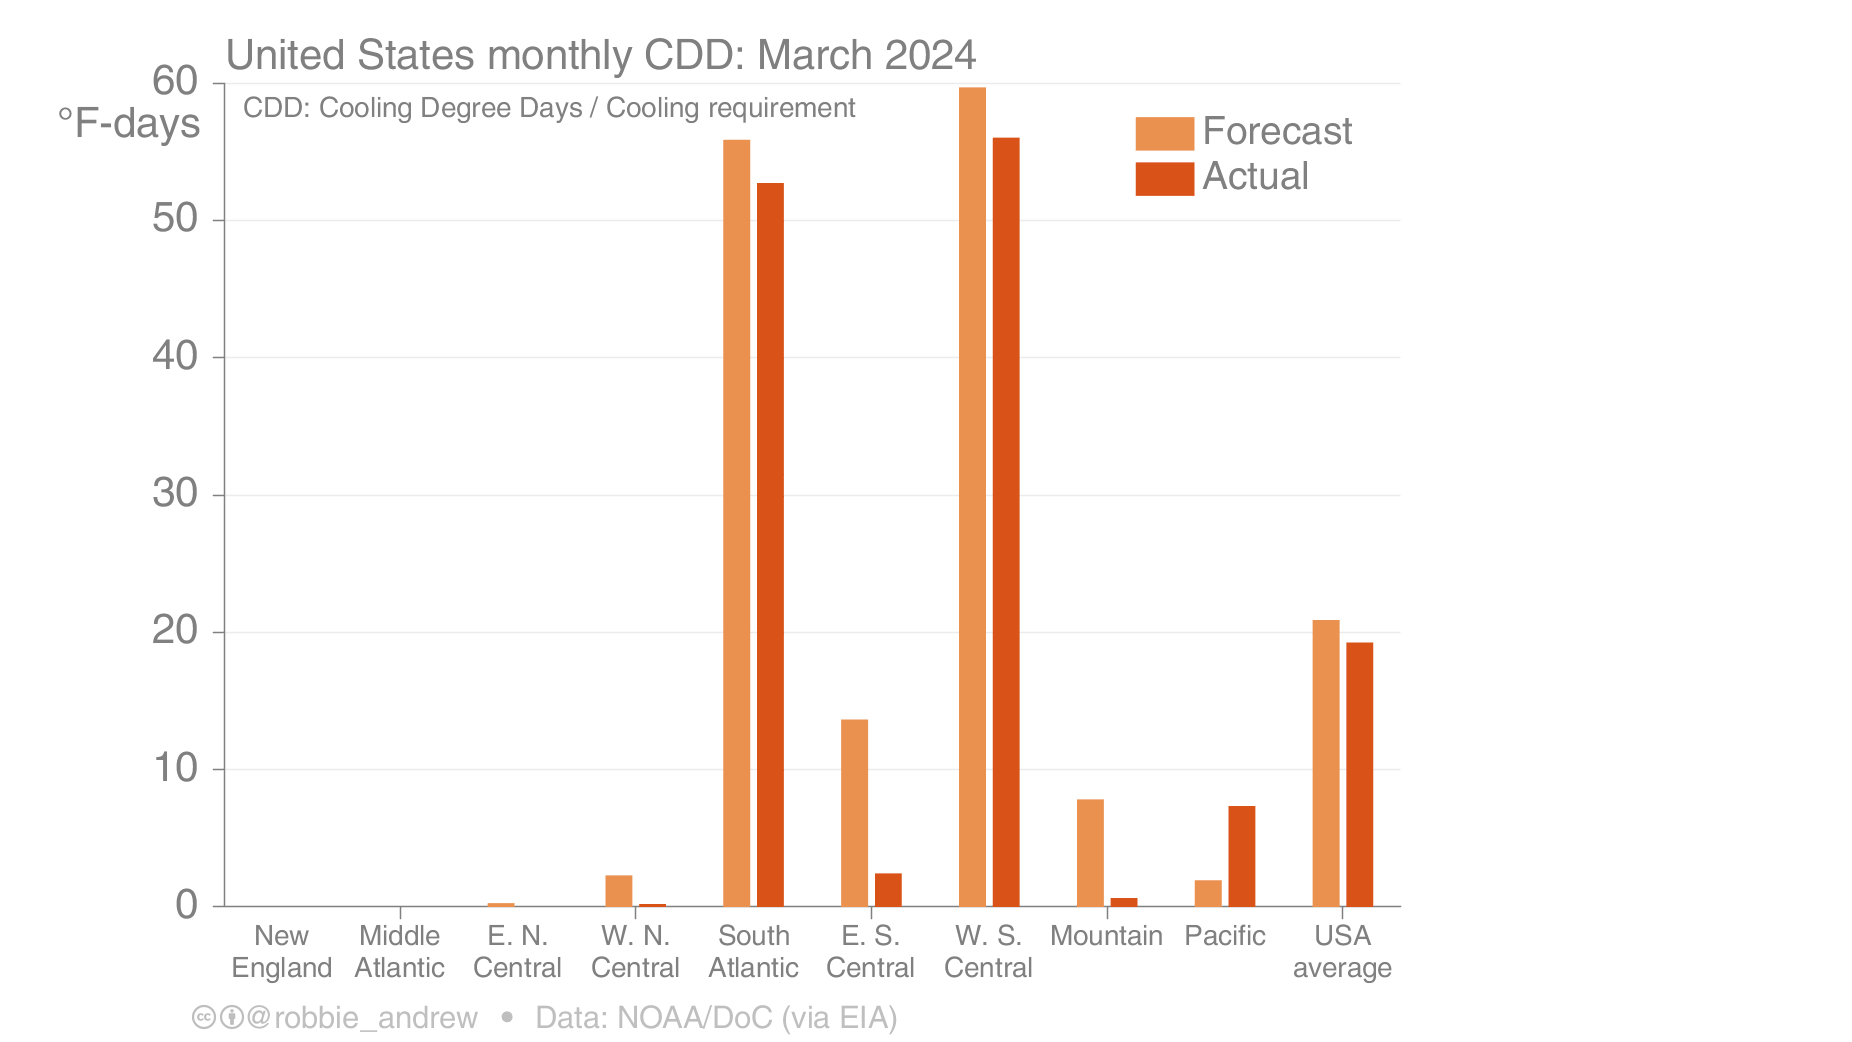 United States monthly CDD: March 2024
60
°F-days
CDD: Cooling Degree Days / Cooling requirement
Forecast
Actual
50
40
30
20
10
0
New England
Middle Atlantic
E. N. Central
W. N. Central
South Atlantic
E. S. Central
W. S. Central
Mountain
Pacific
USA average
cc @robbie_andrew • Data: NOAA/DoC (via EIA)